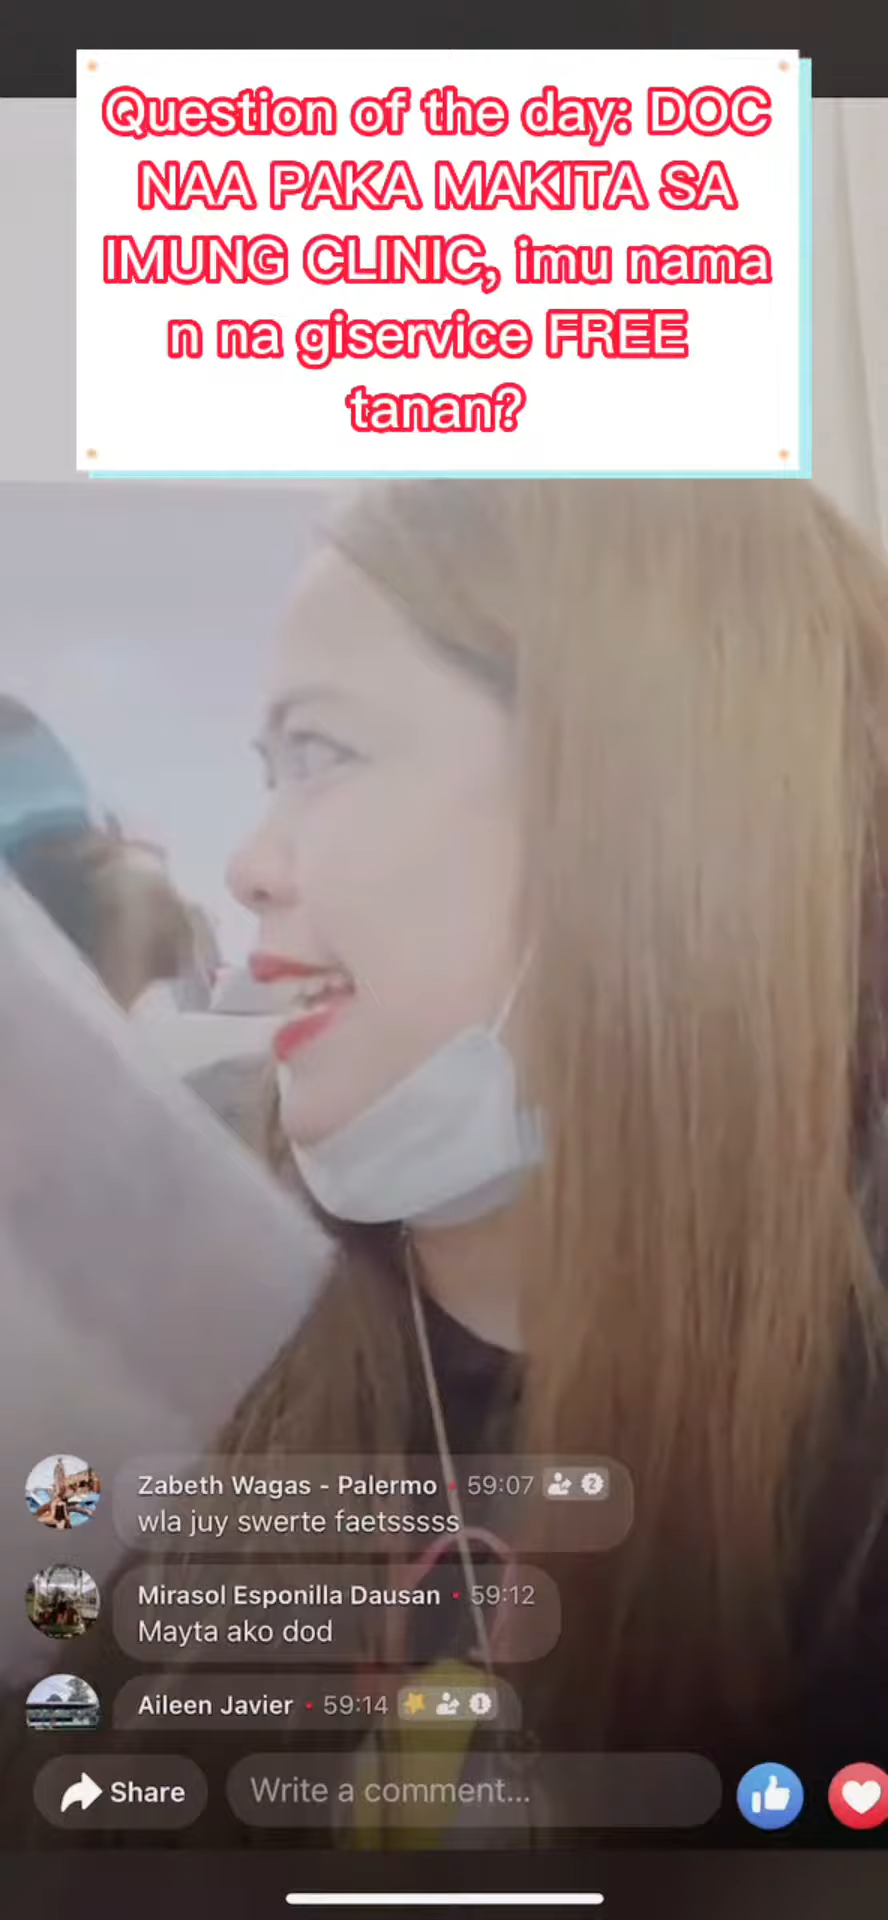 Question of the day: DOC
NAA PAKA MAKITA SA
IMUNG CLINIC, imu nama
n na giservice FREE
tanan?
Zabeth Wagas - Palermo • 59:07 2
wla juy swerte faetsssss
Mirasol Esponilla Dausan • 59:12
Mayta ako dod
Aileen Javier • 59:14 1
Share
Write a comment...